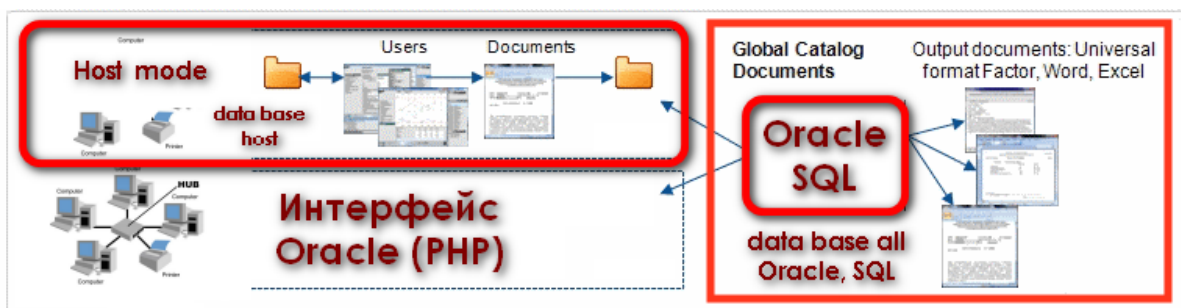 Computer
Host mode
data base
host
Users
Documents
Computer
Printer
Computer
Computer
HUB
Computer
Computer
Printer
Интерфейс
Oracle (PHP)
Global Catalog
Documents
Output documents: Universal
format Factor, Word, Excel
Oracle
SQL
data base all
Oracle, SQL